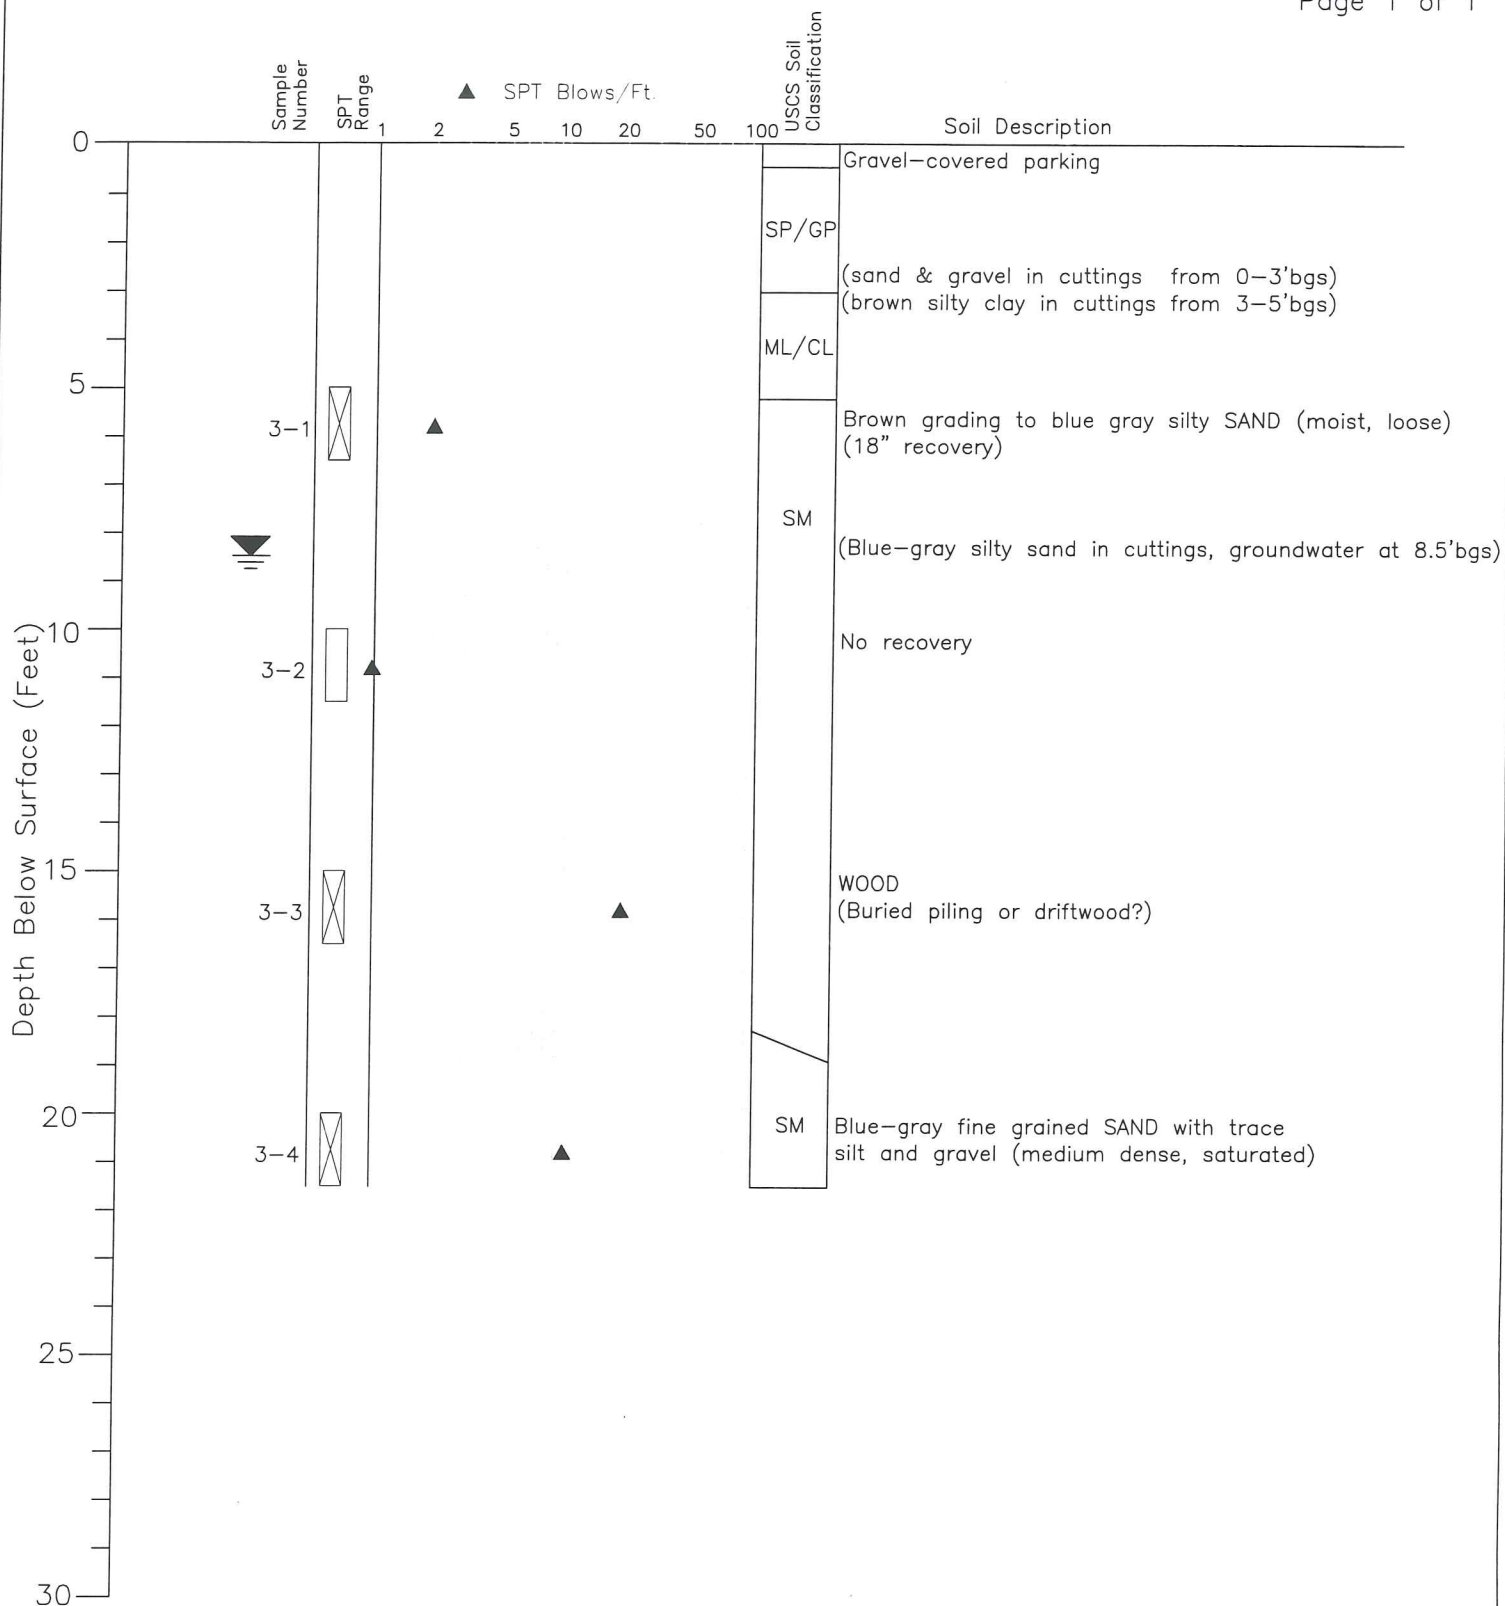 Page 1 of 1
Sample
Number
SPT
Range
▲ SPT Blows/Ft.
USCS Soil
Classification
1 2 5 10 20 50 100
Soil Description
0
Gravel-covered parking
SP/GP
(sand & gravel in cuttings from 0-3'bgs)
(brown silty clay in cuttings from 3-5'bgs)
ML/CL
5
3-1
Brown grading to blue gray silty SAND (moist, loose)
(18" recovery)
SM
(Blue-gray silty sand in cuttings, groundwater at 8.5'bgs)
Depth Below Surface (Feet)
10
3-2
No recovery
15
WOOD
3-3
(Buried piling or driftwood?)
20
SM
Blue-gray fine grained SAND with trace
3-4
silt and gravel (medium dense, saturated)
25
30